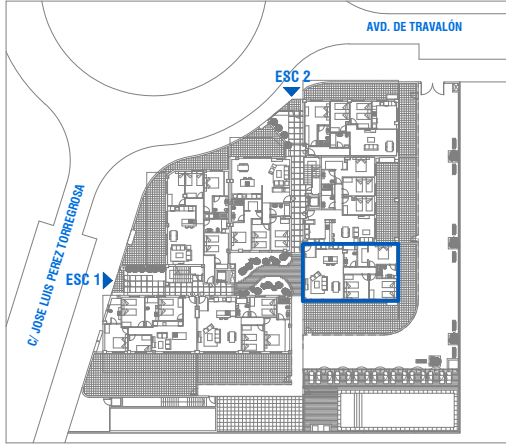 AVD. DE TRAVALÓN
ESC 2
C/ JOSE LUIS PEREZ TORREGROSA
ESC 1